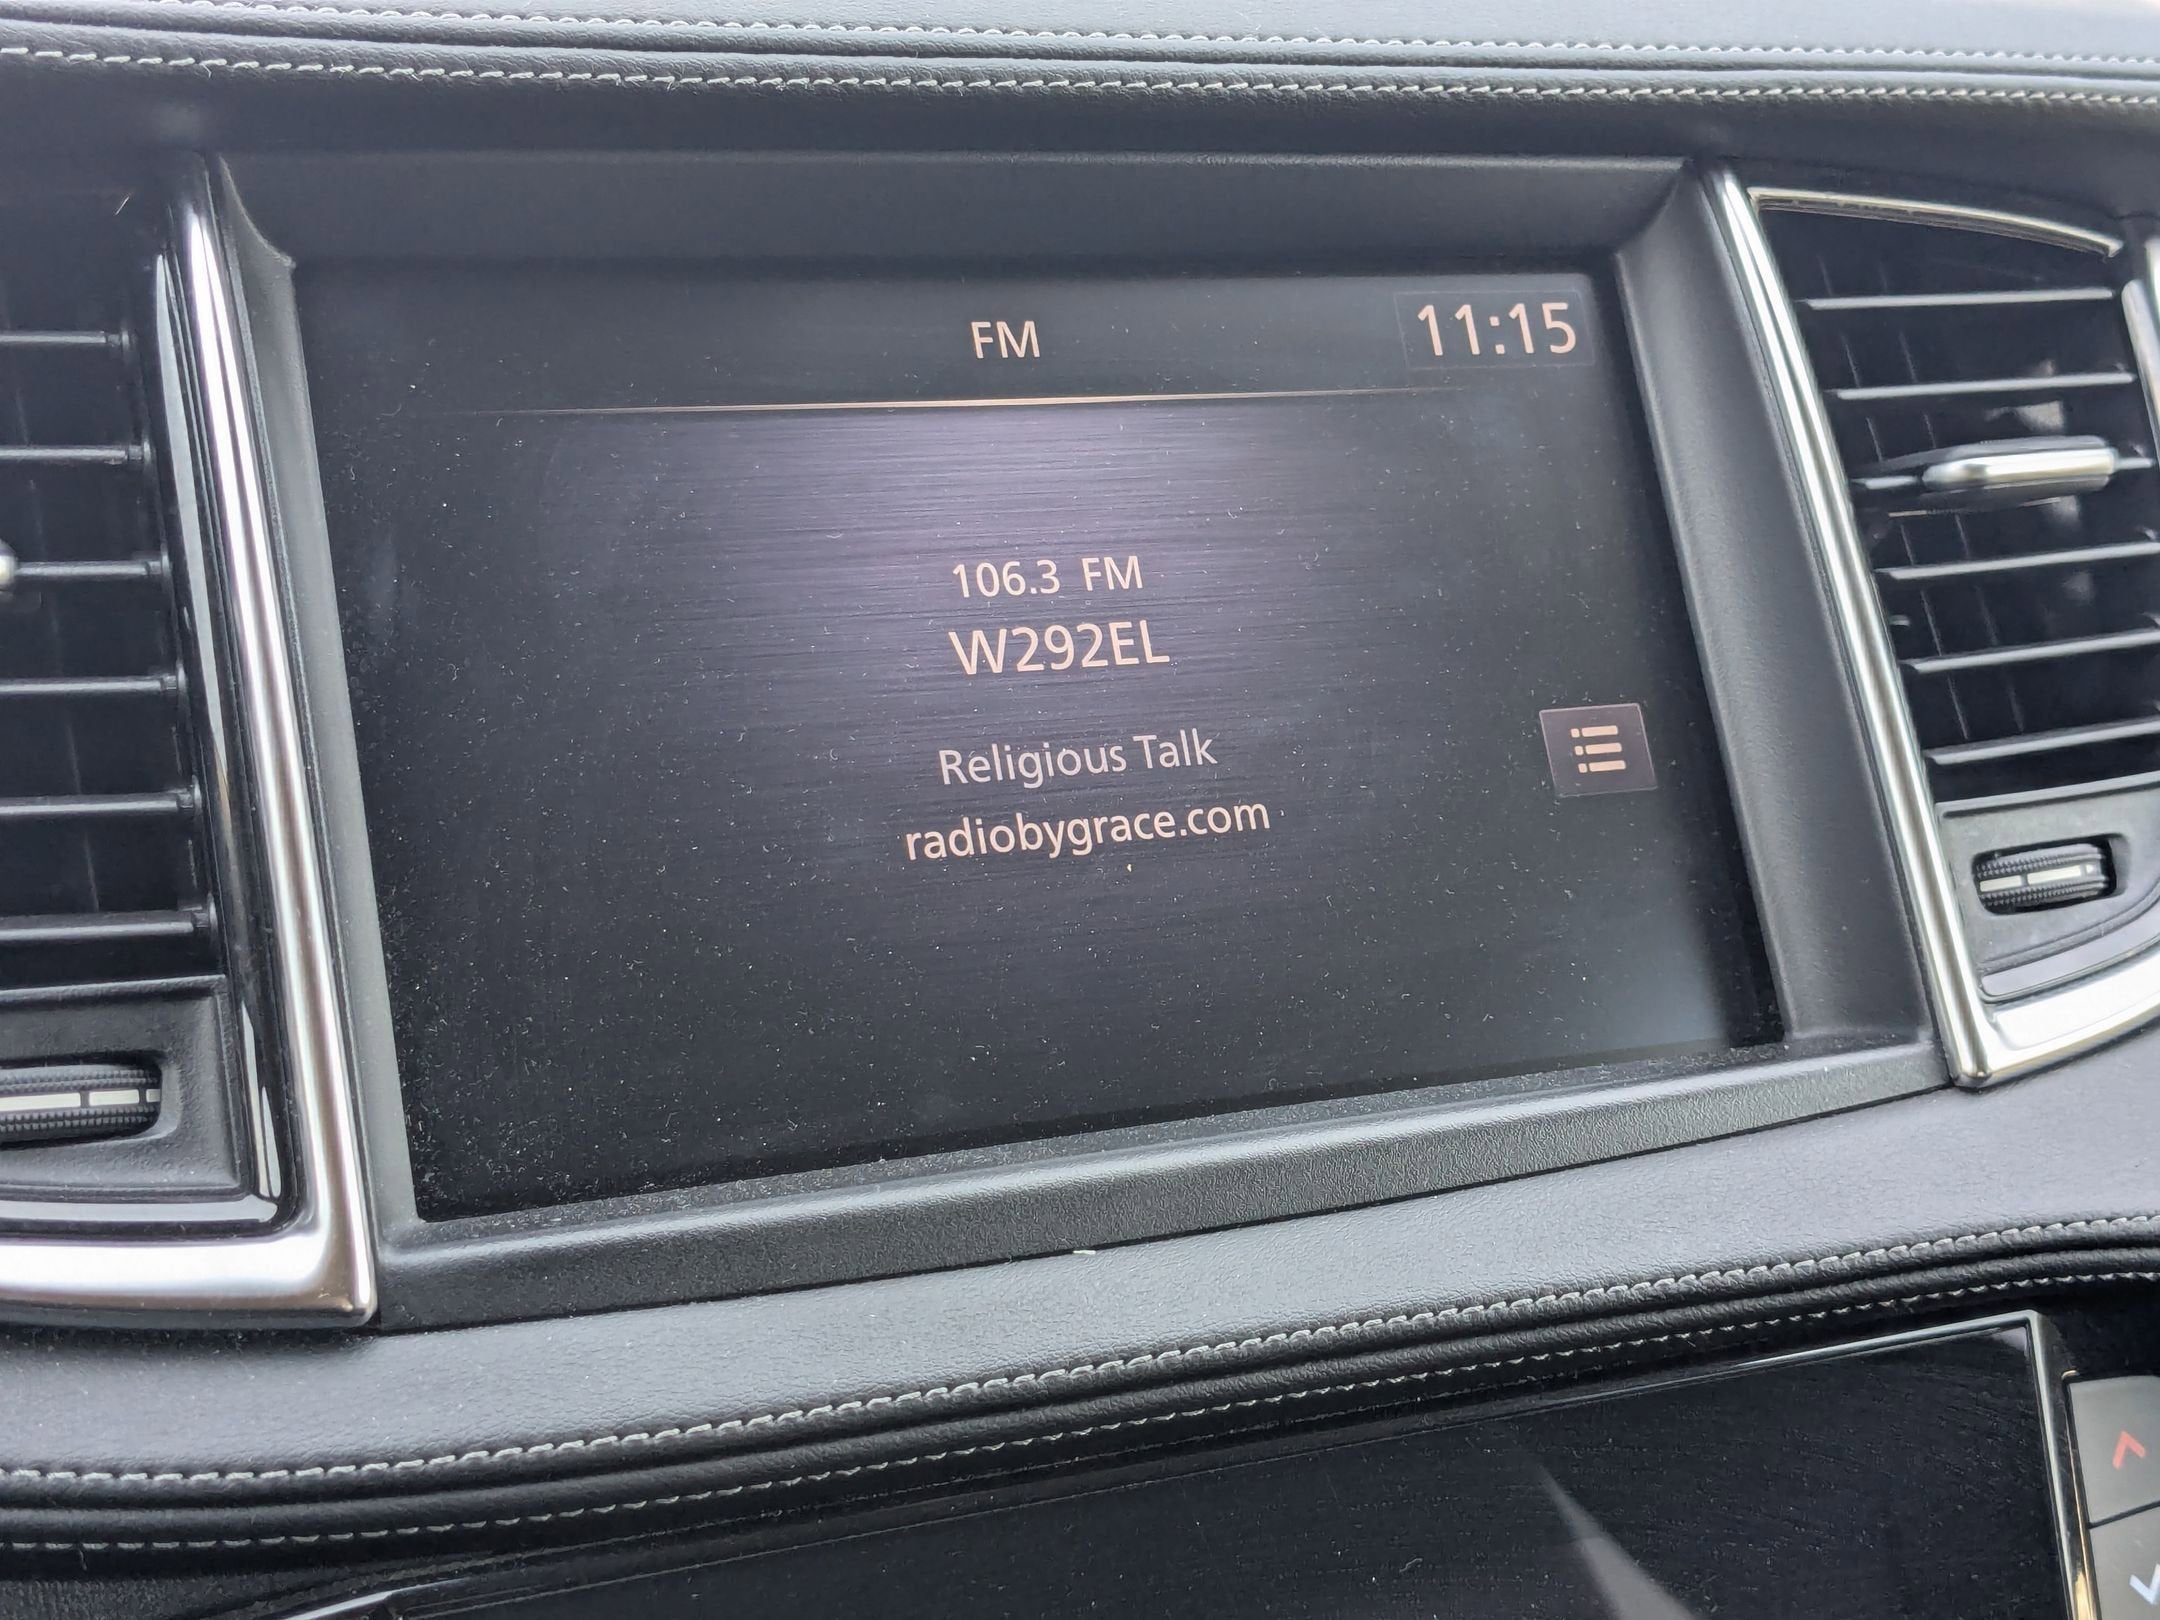 FM
11:15
106.3 FM
W292EL
Religious Talk
radiobygrace.com